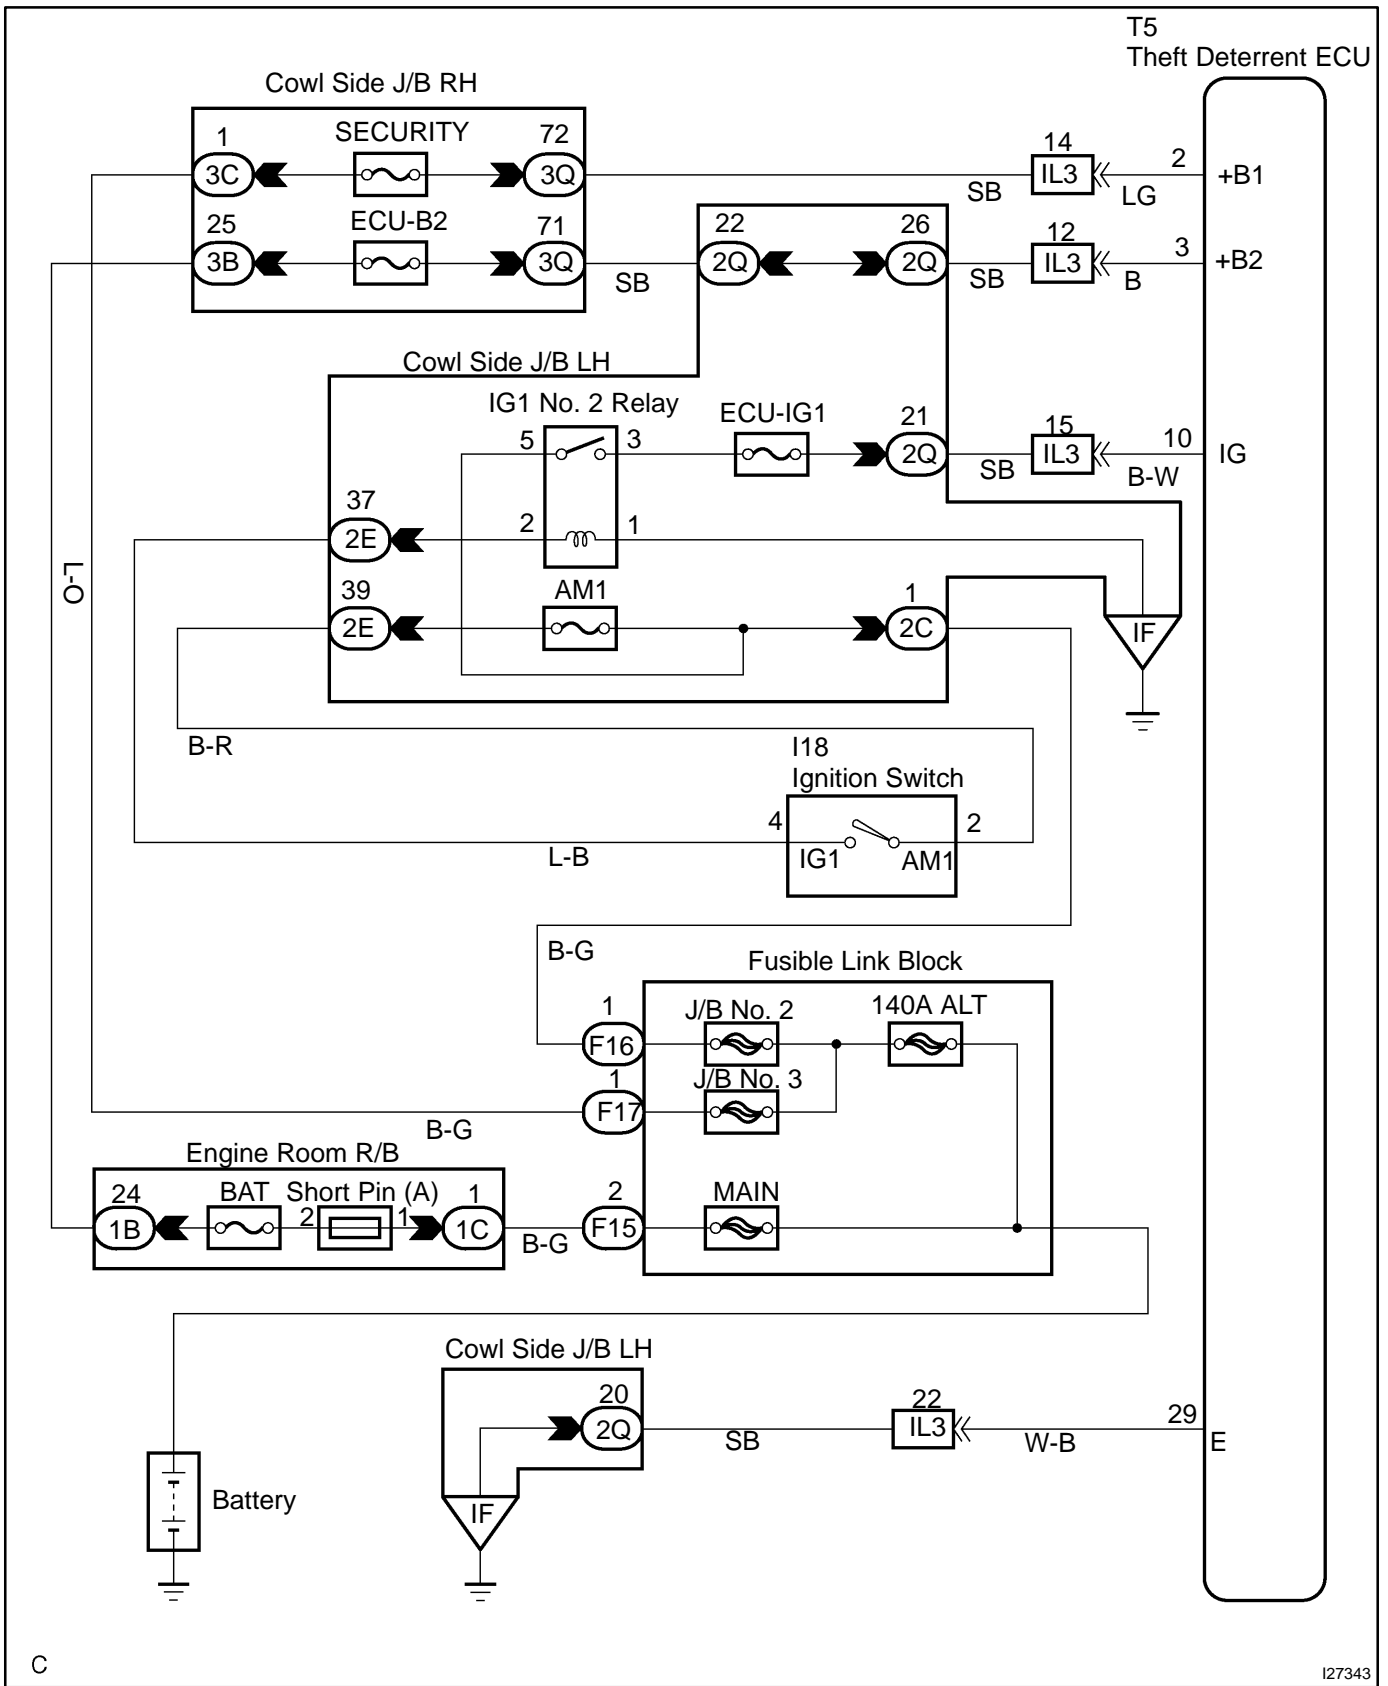 T5
Theft Deterrent ECU
Cowl Side J/B RH
1
SECURITY
72
3C
3Q
14
IL3
SB
LG
2
+B1
25
ECU-B2
71
3B
3Q
SB
22
26
2Q
2Q
SB
12
IL3
B
3
+B2
Cowl Side J/B LH
IG1 No. 2 Relay
ECU-IG1
5
3
21
2Q
SB
15
IL3
B-W
10
IG
37
2E
2
1
L-O
39
2E
AM1
1
2C
IF
B-R
I18
Ignition Switch
4
2
IG1
AM1
L-B
B-G
Fusible Link Block
1
F16
J/B No. 2
140A ALT
1
F17
J/B No. 3
B-G
Engine Room R/B
24
BAT
Short Pin (A)
1
1B
2
1
1C
B-G
2
F15
MAIN
Cowl Side J/B LH
20
2Q
SB
22
IL3
W-B
29
E
Battery
IF
C
I27343